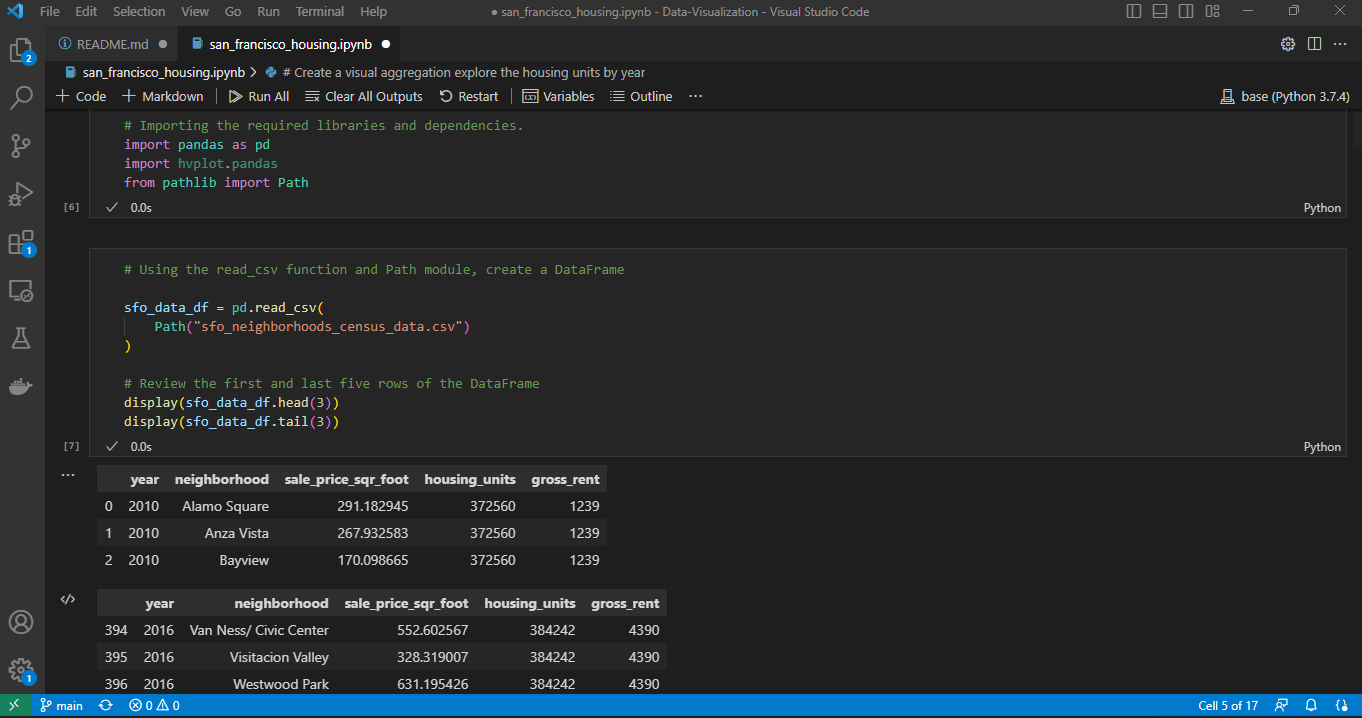 File Edit Selection View Go Run Terminal Help ● san_francisco_housing.ipynb - Data-Visualization - Visual Studio Code
README.md ● san_francisco_housing.ipynb ●
san_francisco_housing.ipynb > # Create a visual aggregation explore the housing units by year
+ Code + Markdown | Run All Clear All Outputs Restart | Variables Outline ... base (Python 3.7.4)
# Importing the required libraries and dependencies.
import pandas as pd
import hvplot.pandas
from pathlib import Path
[6] ✓ 0.0s Python
# Using the read_csv function and Path module, create a DataFrame
sfo_data_df = pd.read_csv(
Path("sfo_neighborhoods_census_data.csv")
)
# Review the first and last five rows of the DataFrame
display(sfo_data_df.head(3))
display(sfo_data_df.tail(3))
[7] ✓ 0.0s Python
... year neighborhood sale_price_sqr_foot housing_units gross_rent
0 2010 Alamo Square 291.182945 372560 1239
1 2010 Anza Vista 267.932583 372560 1239
2 2010 Bayview 170.098665 372560 1239
</> year neighborhood sale_price_sqr_foot housing_units gross_rent
394 2016 Van Ness/ Civic Center 552.602567 384242 4390
395 2016 Visitacion Valley 328.319007 384242 4390
396 2016 Westwood Park 631.195426 384242 4390
2
1
1
main 0 0 Cell 5 of 17